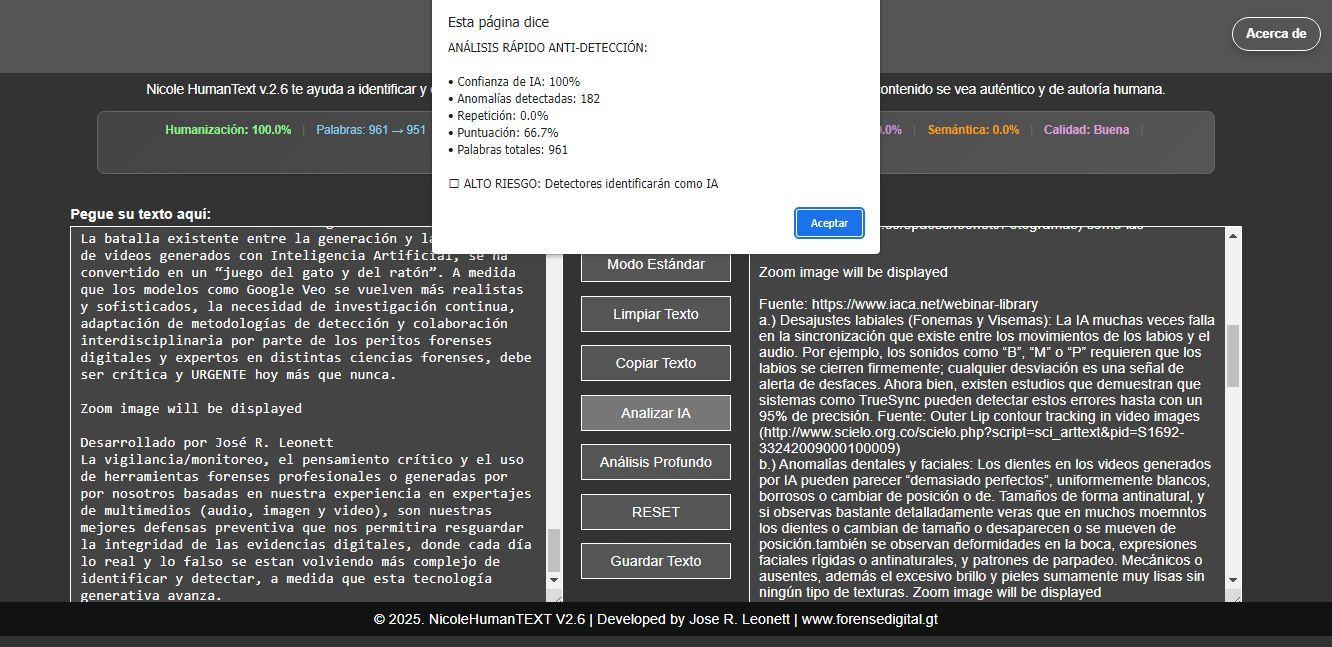 Esta página dice
ANÁLISIS RÁPIDO ANTI-DETECCIÓN:
• Confianza de IA: 100%
• Anomalías detectadas: 182
• Repetición: 0.0%
• Puntuación: 66.7%
• Palabras totales: 961
☐ ALTO RIESGO: Detectores identificarán como IA
Aceptar
Acerca de
Nicole HumanText v.2.6 te ayuda a identificar y
contenido se vea auténtico y de autoría humana.
Humanización: 100.0% | Palabras: 961 → 951
.0% | Semántica: 0.0% | Calidad: Buena |
Pegue su texto aquí:
La batalla existente entre la generación y la
de videos generados con Inteligencia Artificial, se ha
convertido en un “juego del gato y del ratón”. A medida
que los modelos como Google Veo se vuelven más realistas
y sofisticados, la necesidad de investigación continua,
adaptación de metodologías de detección y colaboración
interdisciplinaria por parte de los peritos forenses
digitales y expertos en distintas ciencias forenses, debe
ser crítica y URGENTE hoy más que nunca.
Zoom image will be displayed
Desarrollado por José R. Leonett
La vigilancia/monitoreo, el pensamiento crítico y el uso
de herramientas forenses profesionales o generadas por
por nosotros basadas en nuestra experiencia en expertajes
de multimedios (audio, imagen y video), son nuestras
mejores defensas preventiva que nos permitira resguardar
la integridad de las evidencias digitales, donde cada día
lo real y lo falso se estan volviendo más complejo de
identificar y detectar, a medida que esta tecnología
generativa avanza.
Modo Estándar
Limpiar Texto
Copiar Texto
Analizar IA
Análisis Profundo
RESET
Guardar Texto
Zoom image will be displayed
Fuente: https://www.iaca.net/webinar-library
a.) Desajustes labiales (Fonemas y Visemas): La IA muchas veces falla
en la sincronización que existe entre los movimientos de los labios y el
audio. Por ejemplo, los sonidos como “B”, “M” o “P” requieren que los
labios se cierren firmemente; cualquier desviación es una señal de
alerta de desfaces. Ahora bien, existen estudios que demuestran que
sistemas como TrueSync pueden detectar estos errores hasta con un
95% de precisión. Fuente: Outer Lip contour tracking in video images
(http://www.scielo.org.co/scielo.php?script=sci_arttext&pid=S1692-
33242009000100009)
b.) Anomalías dentales y faciales: Los dientes en los videos generados
por IA pueden parecer “demasiado perfectos”, uniformemente blancos,
borrosos o cambiar de posición o de. Tamaños de forma antinatural, y
si observas bastante detalladamente veras que en muchos moemntos
los dientes o cambian de tamaño o desaparecen o se mueven de
posición.también se observan deformidades en la boca, expresiones
faciales rígidas o antinaturales, y patrones de parpadeo. Mecánicos o
ausentes, además el excesivo brillo y pieles sumamente muy lisas sin
ningún tipo de texturas. Zoom image will be displayed
© 2025. NicoleHumanTEXT V2.6 | Developed by Jose R. Leonett | www.forensedigital.gt